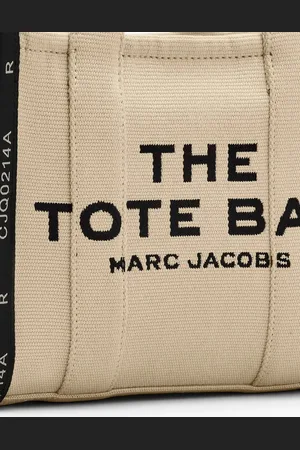 THE
TOTE BA
MARC JACOBS
R
CJQ0214A
R